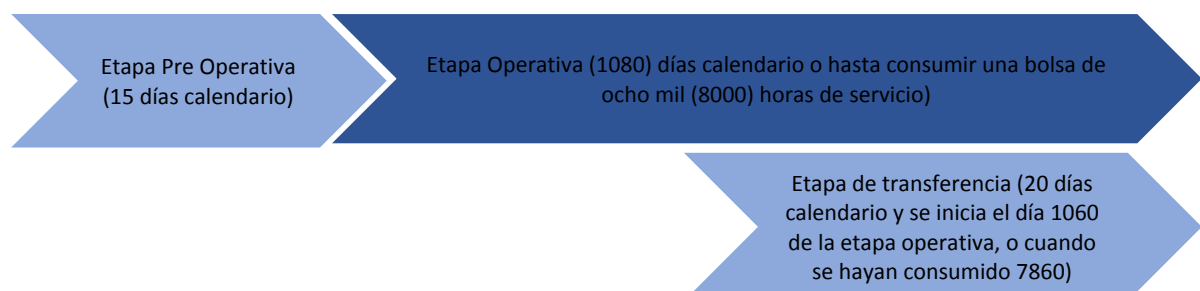 Etapa Pre Operativa
(15 días calendario)
Etapa Operativa (1080) días calendario o hasta consumir una bolsa de
ocho mil (8000) horas de servicio)
Etapa de transferencia (20 días
calendario y se inicia el día 1060
de la etapa operativa, o cuando
se hayan consumido 7860)